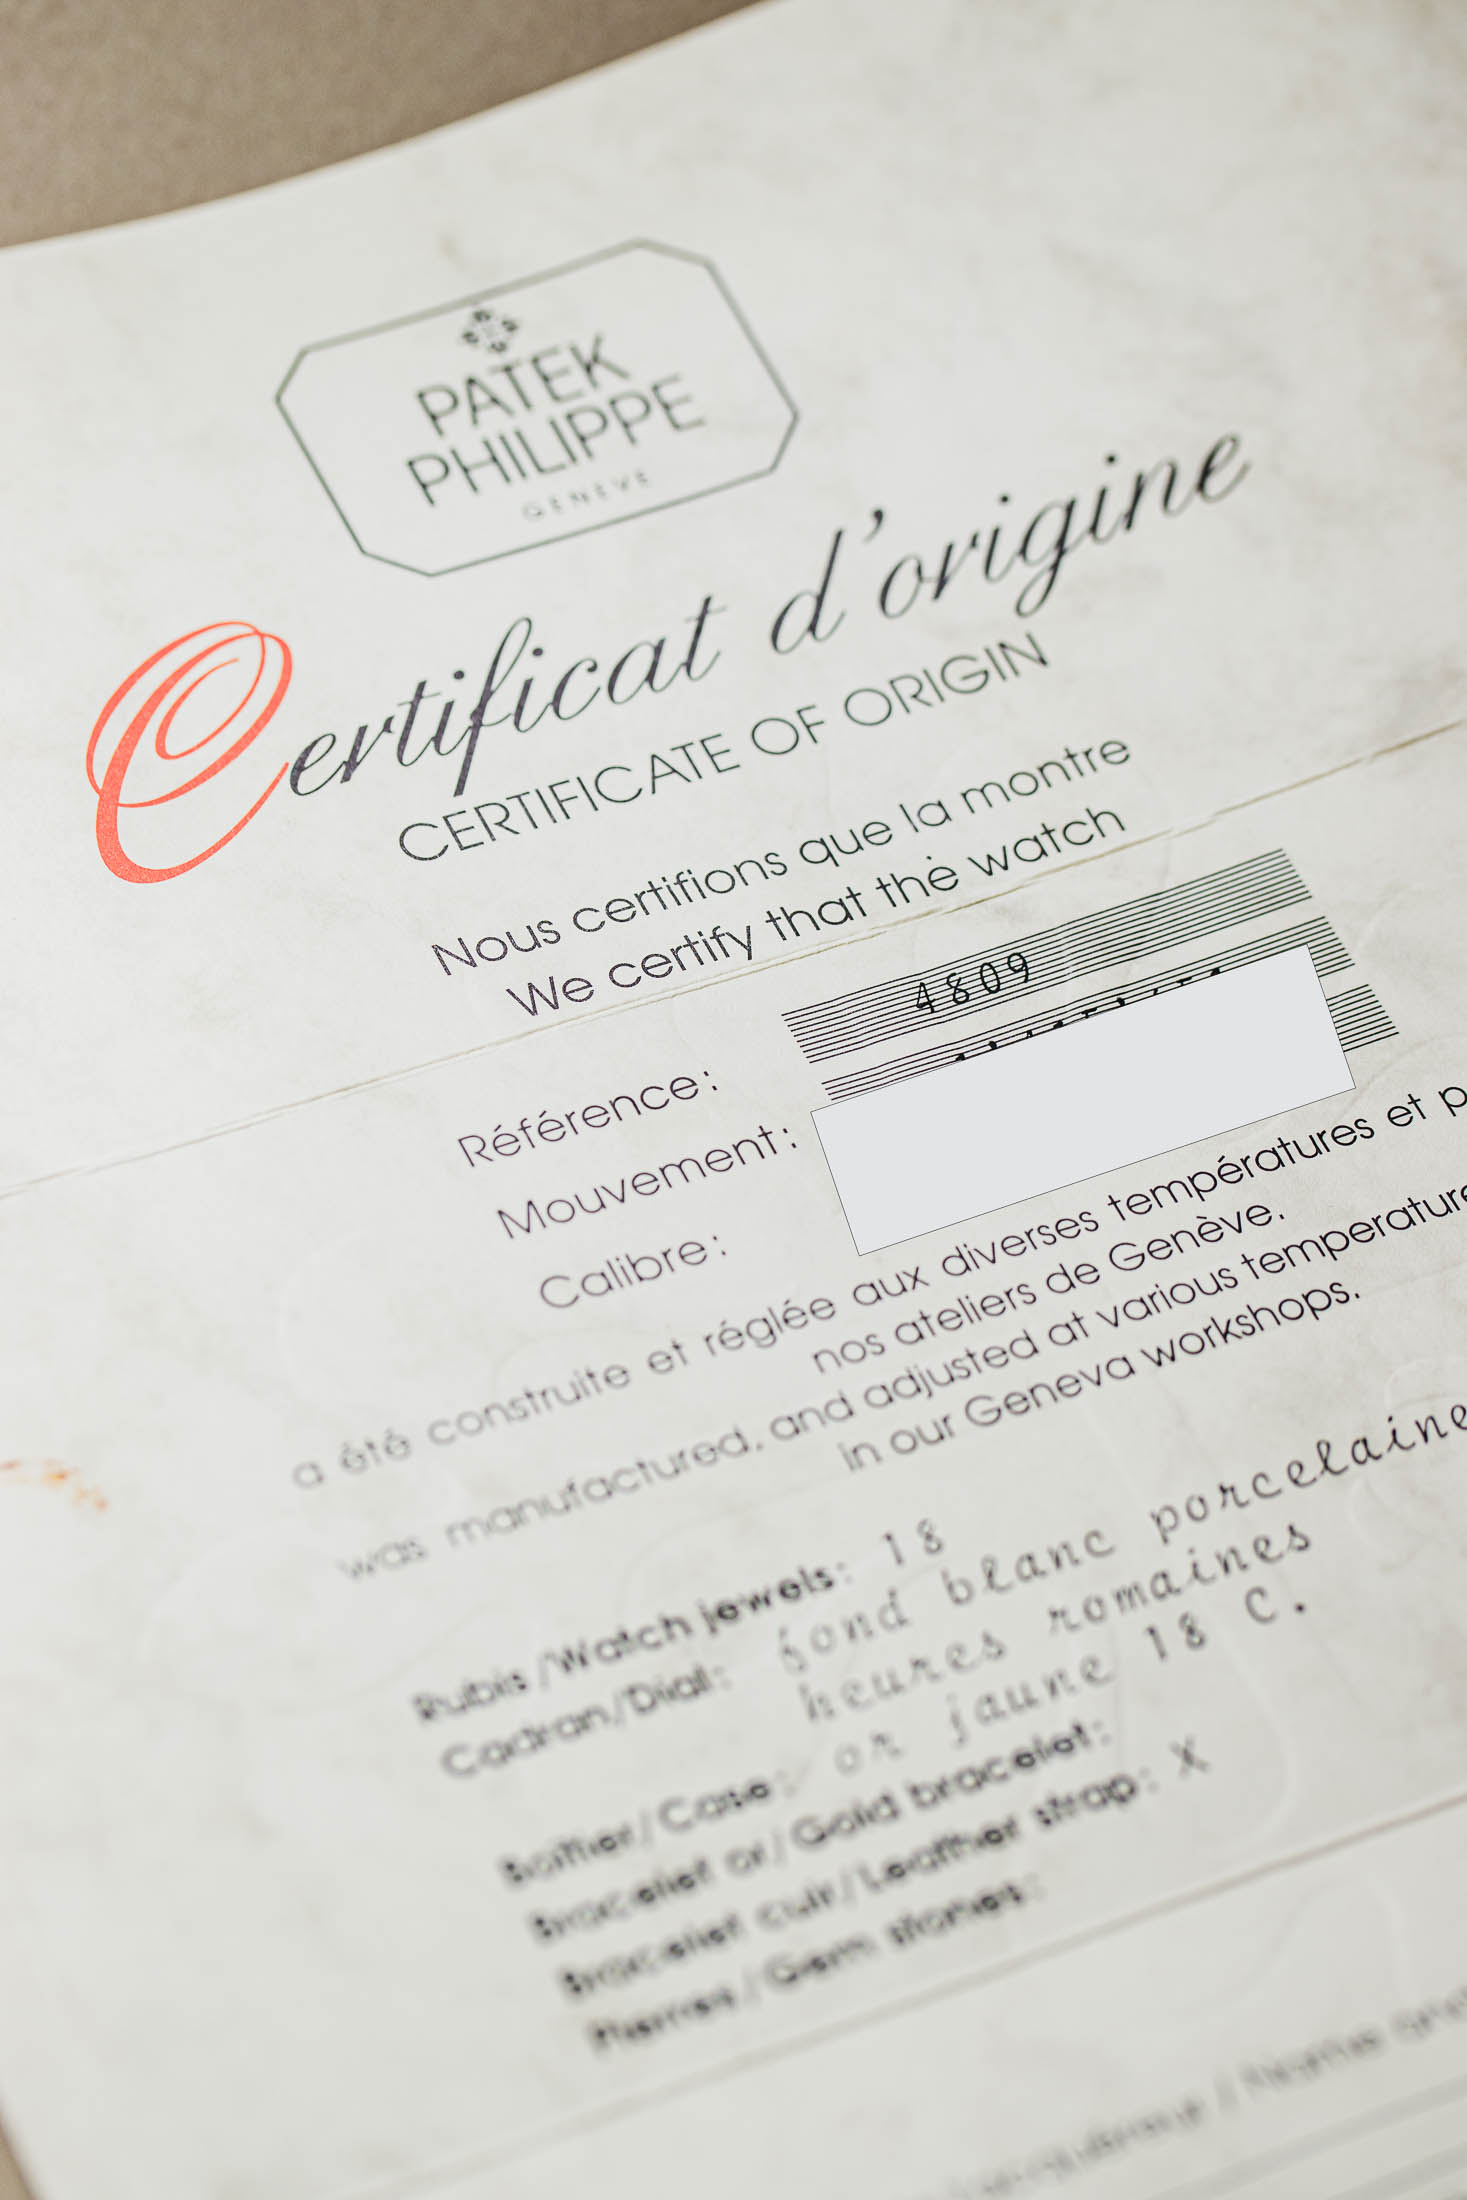 PATEK
PHILIPPE
GENEVE
Certificat d'origine
CERTIFICATE OF ORIGIN
Nous certifions que la montre
We certify that the watch
Référence: 4809
Mouvement:
Calibre:
a été construite et réglée aux diverses températures et
nos ateliers de Genève.
was manufactured, and adjusted at various
in our Geneva workshops.
Rubis/Watch jewels: 18
Cadran/Dial: fond blanc porcelaine
heures romaines
Boîtier/Case: or jaune 18 C.
Bracelet or/Gold bracelet:
Bracelet cuir/Leather strap: X
Pierres/Gem stones: